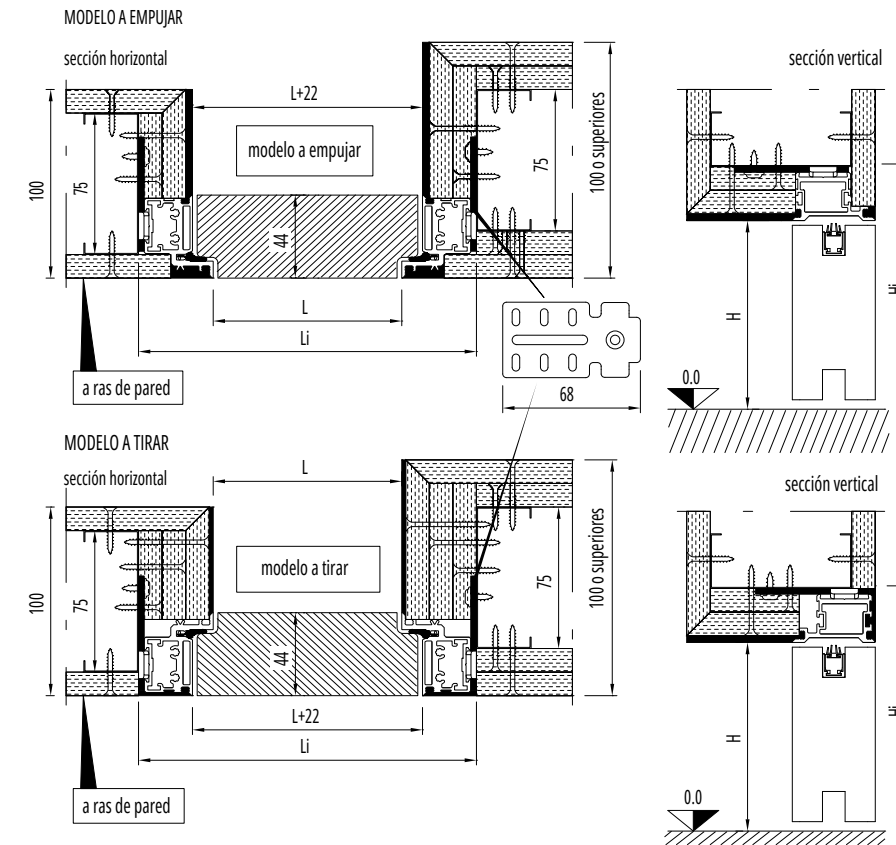 MODELO A EMPUJAR
sección horizontal
sección vertical
L+22
modelo a empujar
100
75
44
75
100 o superiores
L
Li
a ras de pared
68
H
Hi
0.0
MODELO A TIRAR
sección horizontal
sección vertical
L
modelo a tirar
100
75
44
75
100 o superiores
L+22
Li
a ras de pared
H
Hi
0.0